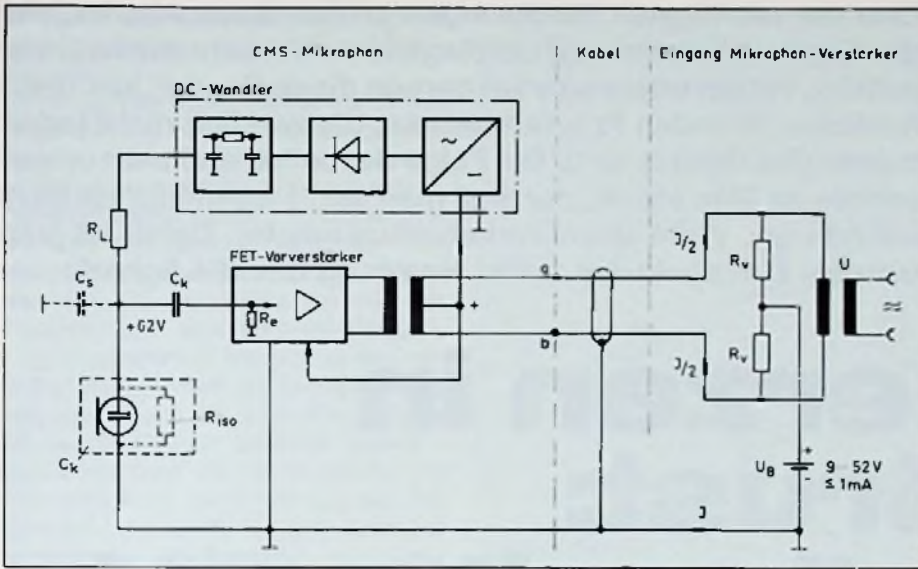 CMS-Mikrophon
Kabel
Eingang Mikrophon-Verstärker
DC-Wandler
R_L
C_s
C_k
+62V
FET-Vorverstärker
R_e
+
a
b
J/2
R_v
R_v
J/2
Ü
≈
R_iso
C_k
U_B
+
-
9-52V
≤ 1mA
J